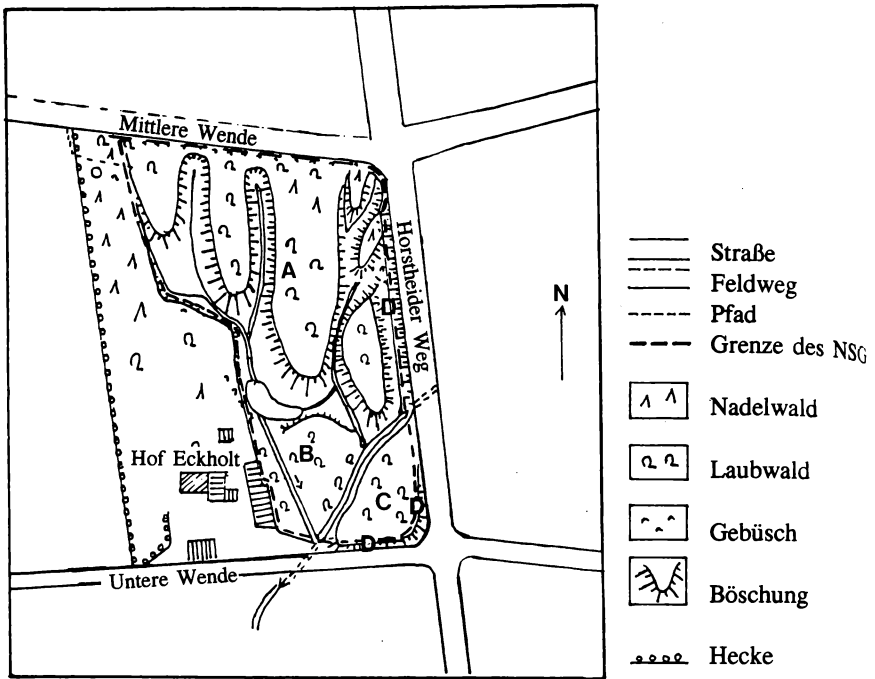 Mittlere Wende
Horstheider Weg
A
D
B
Hof Eckholt
C
D
D
Untere Wende
N
Straße
Feldweg
Pfad
Grenze des NSG
Nadelwald
Laubwald
Gebüsch
Böschung
Hecke